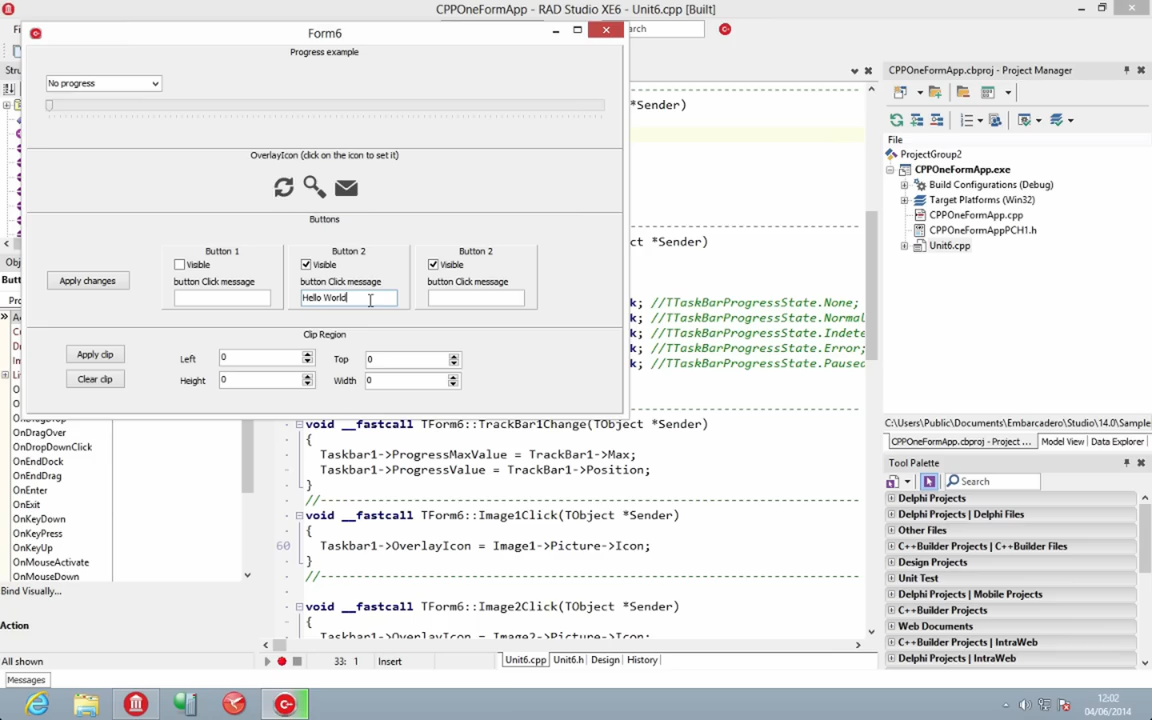 CPPOneFormApp - RAD Studio XE6 - Unit6.cpp [Built]
Form6
Progress example
No progress
OverlayIcon (click on the icon to set it)
Buttons
Button 1
Button 2
Button 2
Visible
Visible
Visible
Apply changes
button Click message
button Click message
button Click message
Hello World
Clip Region
Apply clip
Left
0
Top
0
Clear clip
Height
0
Width
0
*Sender)
ct *Sender)
k; //TTaskBarProgressState.None;
k; //TTaskBarProgressState.Norma
k; //TTaskBarProgressState.Indete
k; //TTaskBarProgressState.Error;
k; //TTaskBarProgressState.Paused
void __fastcall TForm6::TrackBar1Change(TObject *Sender)
{
Taskbar1->ProgressMaxValue = TrackBar1->Max;
Taskbar1->ProgressValue = TrackBar1->Position;
}
//
void __fastcall TForm6::Image1Click(TObject *Sender)
{
60
Taskbar1->OverlayIcon = Image1->Picture->Icon;
}
//
void __fastcall TForm6::Image2Click(TObject *Sender)
{
Taskbar1->OverlayIcon = Image2->Picture->Icon;
OnDragOver
OnDropDownClick
OnEndDock
OnEndDrag
OnEnter
OnExit
OnKeyDown
OnKeyPress
OnKeyUp
OnMouseActivate
OnMouseDown
Bind Visually...
Action
All shown
33: 1
Insert
Unit6.cpp
Unit6.h
Design
History
Messages
CPPOneFormApp.cbproj - Project Manager
File
ProjectGroup2
CPPOneFormApp.exe
Build Configurations (Debug)
Target Platforms (Win32)
CPPOneFormApp.cpp
CPPOneFormAppPCH1.h
Unit6.cpp
C:\Users\Public\Documents\Embarcadero\Studio\14.0\Sample
CPPOneFormApp.cbproj - Project ...
Model View
Data Explorer
Tool Palette
Search
Delphi Projects
Delphi Projects | Delphi Files
Other Files
C++Builder Projects | C++Builder Files
Design Projects
Unit Test
Delphi Projects | Mobile Projects
C++Builder Projects
Web Documents
C++Builder Projects | IntraWeb
Delphi Projects | IntraWeb
12:02
04/06/2014